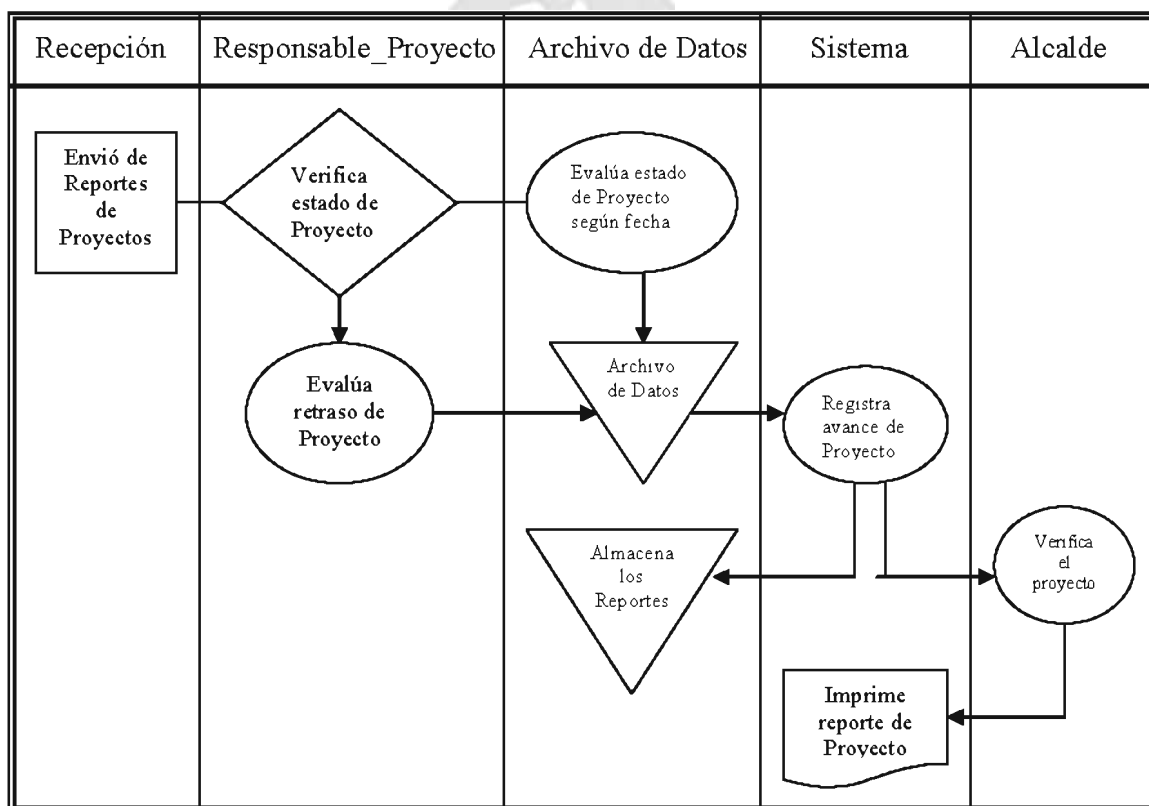 Recepción
Responsable_Proyecto
Archivo de Datos
Sistema
Alcalde
Envió de
Reportes
de
Proyectos
Verifica
estado de
Proyecto
Evalúa estado
de Proyecto
según fecha
Evalúa
retraso de
Proyecto
Archivo
de Datos
Registra
avance de
Proyecto
Almacena
los
Reportes
Verifica
el
proyecto
Imprime
reporte de
Proyecto